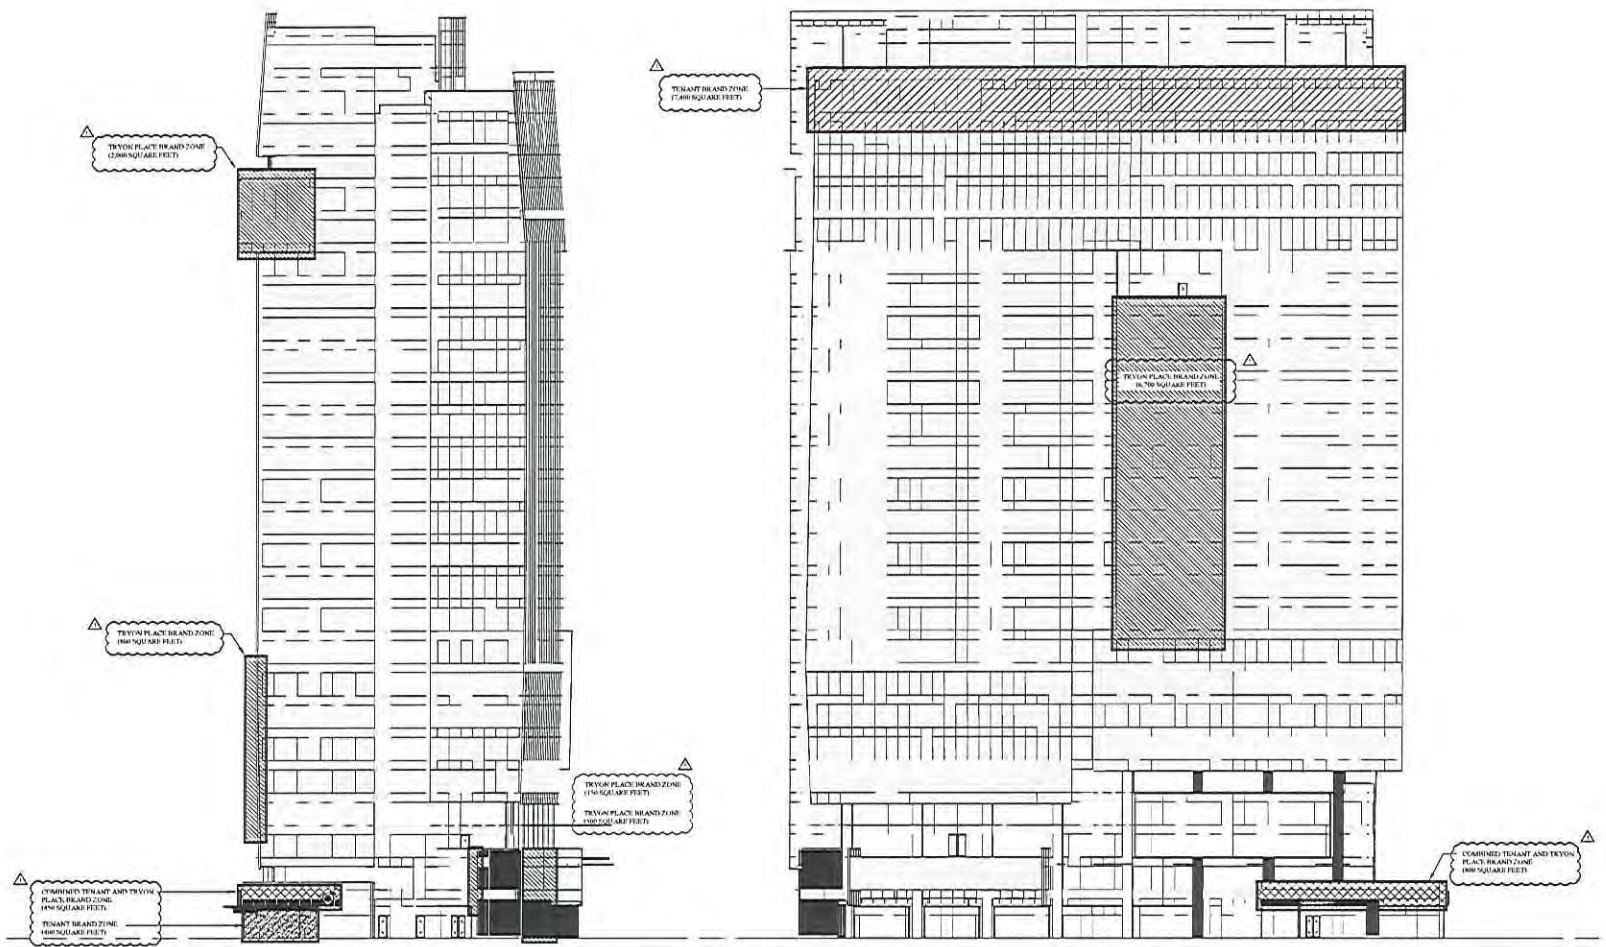 TENANT BRAND ZONE
(7,400 SQUARE FEET)
TRYON PLACE BRAND ZONE
(2,000 SQUARE FEET)
TRYON PLACE BRAND ZONE
(6,700 SQUARE FEET)
TRYON PLACE BRAND ZONE
SQUARE FEET)
TRYON PLACE BRAND ZONE
(150 SQUARE FEET)
TRYON PLACE BRAND ZONE
SQUARE FEET)
COMBINED TENANT AND TRYON
PLACE BRAND ZONE
SQUARE FEET)
COMBINED TENANT AND TRYON
PLACE BRAND ZONE
(450 SQUARE FEET)
TENANT BRAND ZONE
(400 SQUARE FEET)